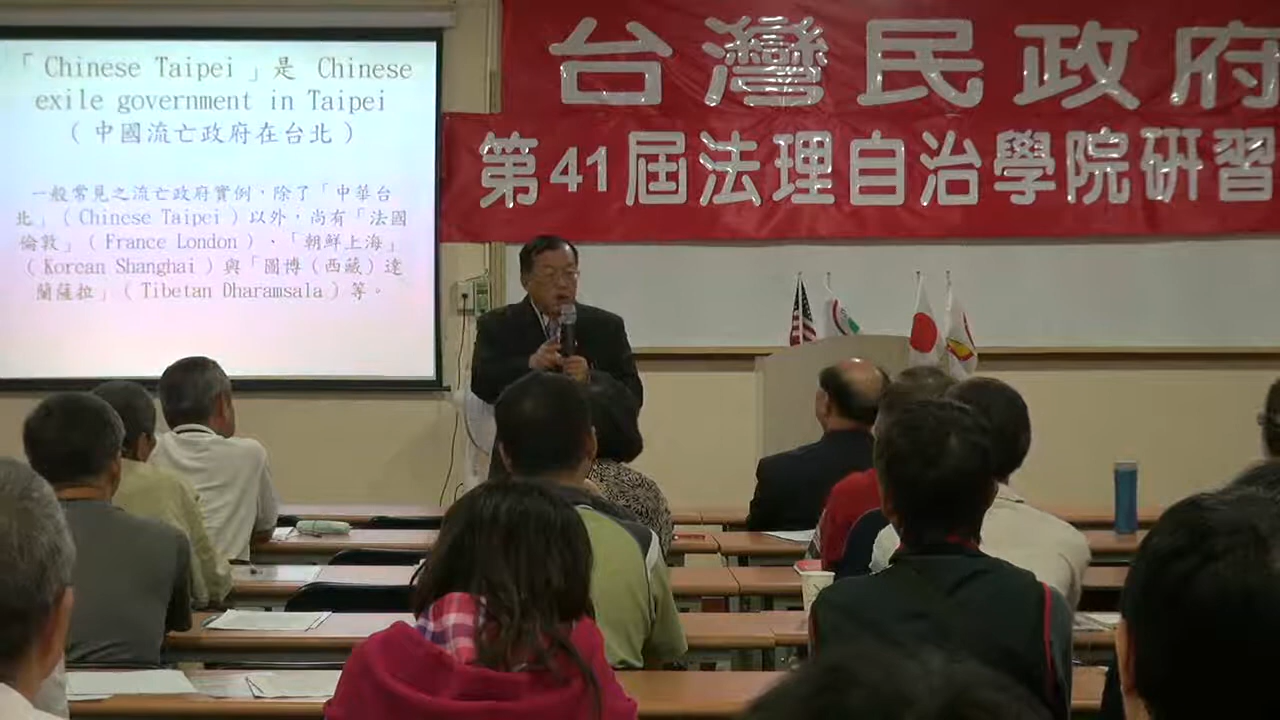 「Chinese Taipei」是 Chinese
exile government in Taipei
(中國流亡政府在台北)
一般常見之流亡政府實例,除了「中華台
北」(Chinese Taipei)以外,尚有「法國
倫敦」(France London)、「朝鮮上海」
(Korean Shanghai)與「圖博(西藏)達
蘭薩拉」(Tibetan Dharamsala)等。
台灣民政府
第41屆法理自治學院研習